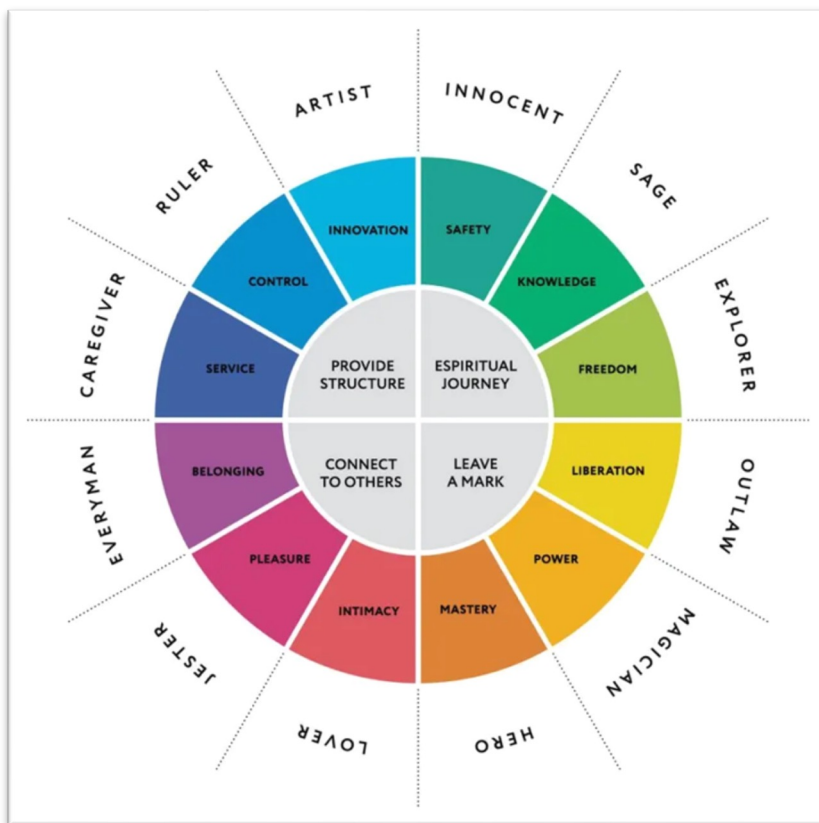 ARTIST
INNOCENT
RULER
SAGE
CAREGIVER
EXPLORER
INNOVATION
SAFETY
CONTROL
KNOWLEDGE
SERVICE
FREEDOM
PROVIDE
STRUCTURE
ESPIRITUAL
JOURNEY
CONNECT
TO OTHERS
LEAVE
A MARK
BELONGING
LIBERATION
PLEASURE
POWER
INTIMACY
MASTERY
EVERYMAN
OUTLAW
JESTER
MAGICIAN
LOVER
HERO